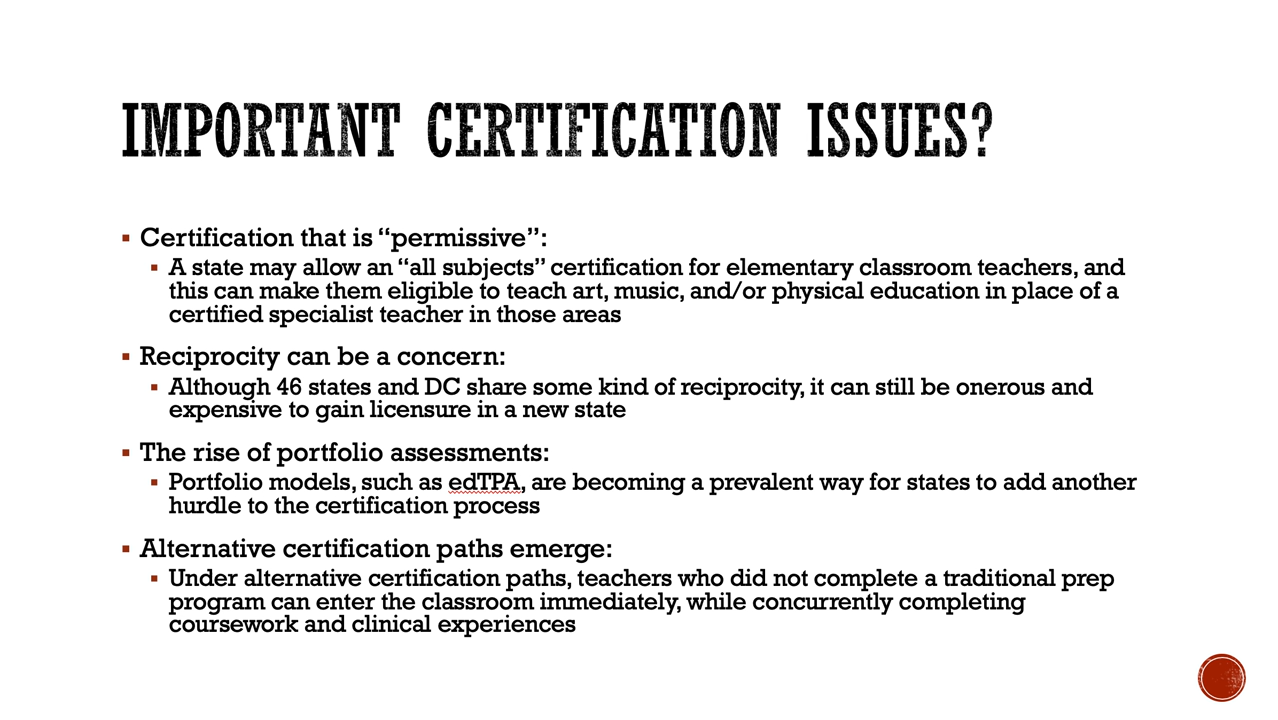 IMPORTANT CERTIFICATION ISSUES?
▪ Certification that is “permissive”:
▪ A state may allow an “all subjects” certification for elementary classroom teachers, and
this can make them eligible to teach art, music, and/or physical education in place of a
certified specialist teacher in those areas
▪ Reciprocity can be a concern:
▪ Although 46 states and DC share some kind of reciprocity, it can still be onerous and
expensive to gain licensure in a new state
▪ The rise of portfolio assessments:
▪ Portfolio models, such as edTPA, are becoming a prevalent way for states to add another
hurdle to the certification process
▪ Alternative certification paths emerge:
▪ Under alternative certification paths, teachers who did not complete a traditional prep
program can enter the classroom immediately, while concurrently completing
coursework and clinical experiences